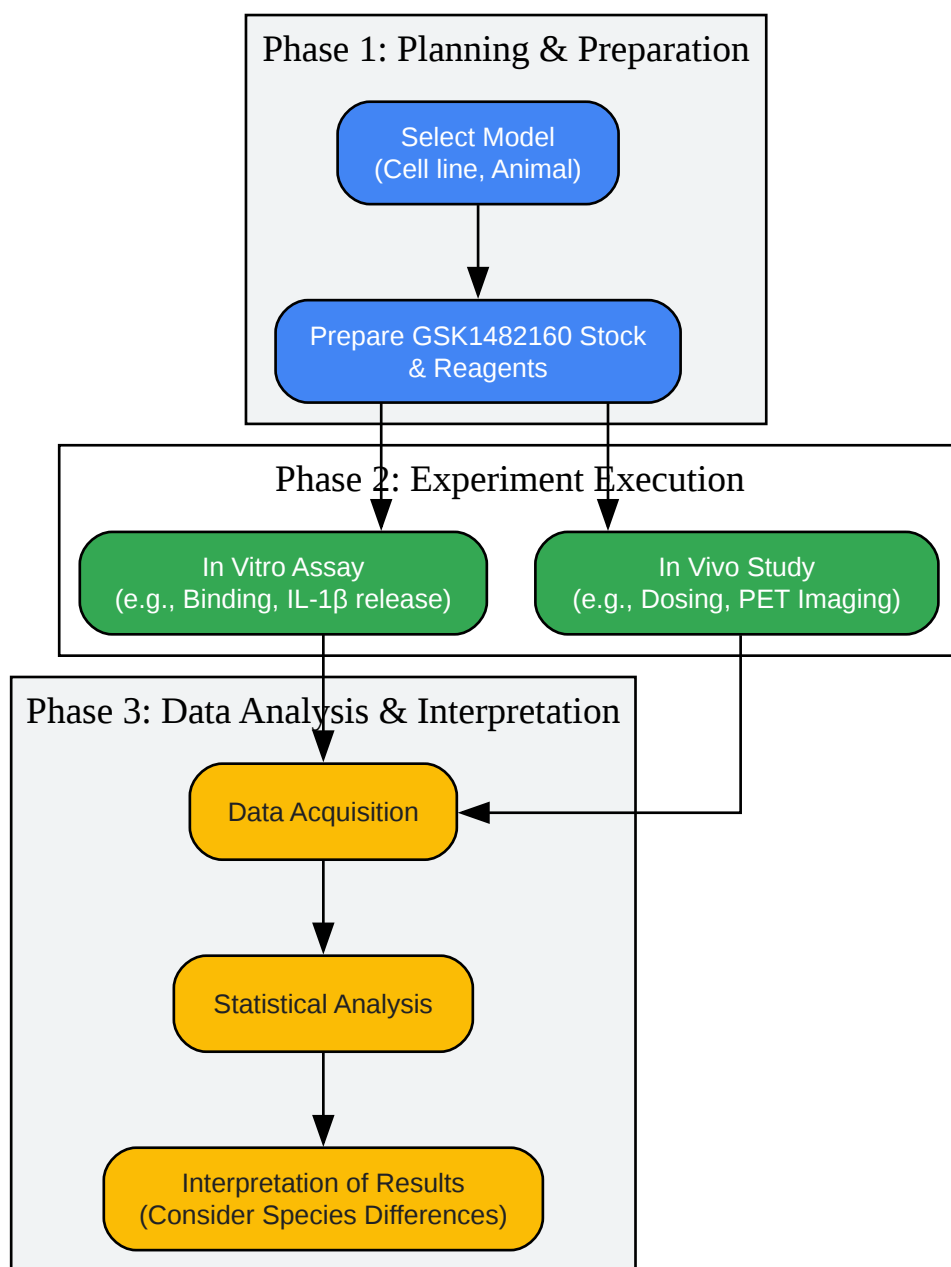 Phase 1: Planning & Preparation
Select Model
(Cell line, Animal)
Prepare GSK1482160 Stock
& Reagents
Phase 2: Experiment Execution
In Vitro Assay
(e.g., Binding, IL-1β release)
In Vivo Study
(e.g., Dosing, PET Imaging)
Phase 3: Data Analysis & Interpretation
Data Acquisition
Statistical Analysis
Interpretation of Results
(Consider Species Differences)